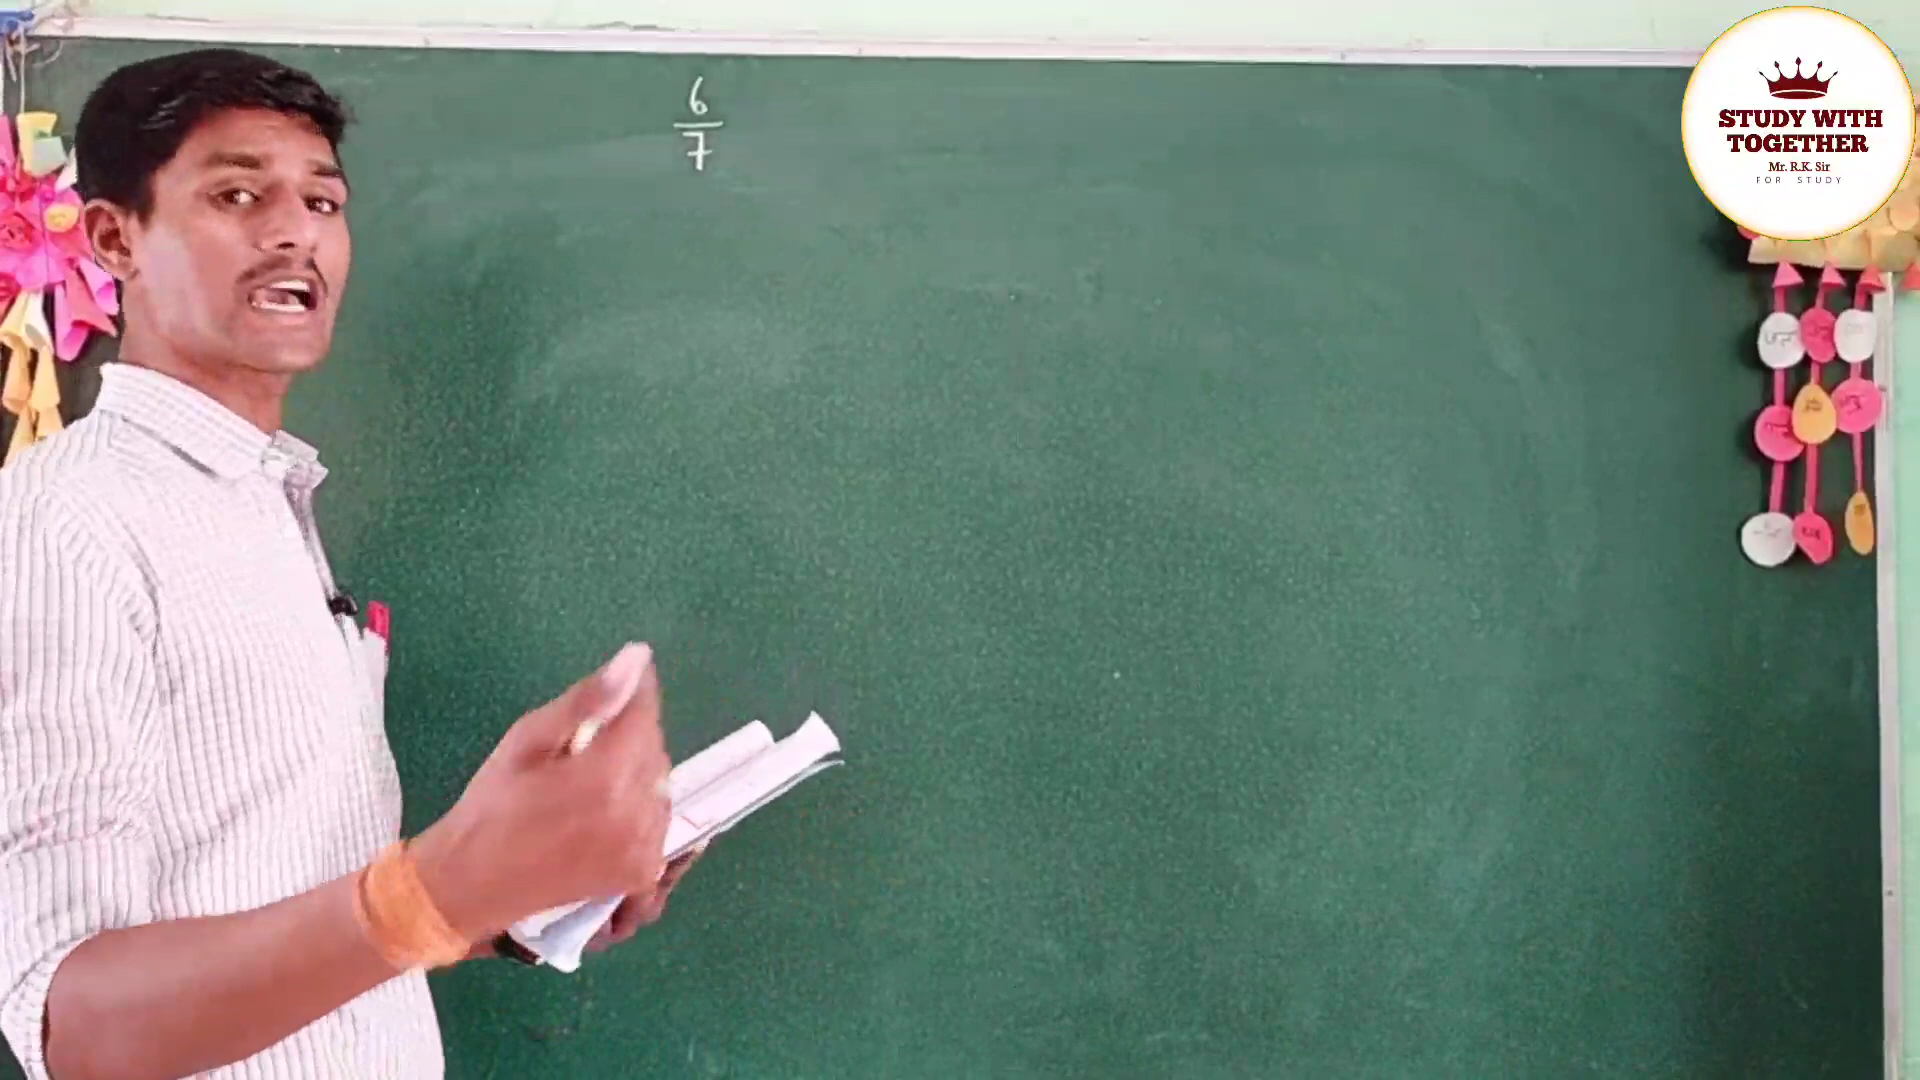 6
7
STUDY WITH
TOGETHER
Mr. R.K. Sir
FOR STUDY